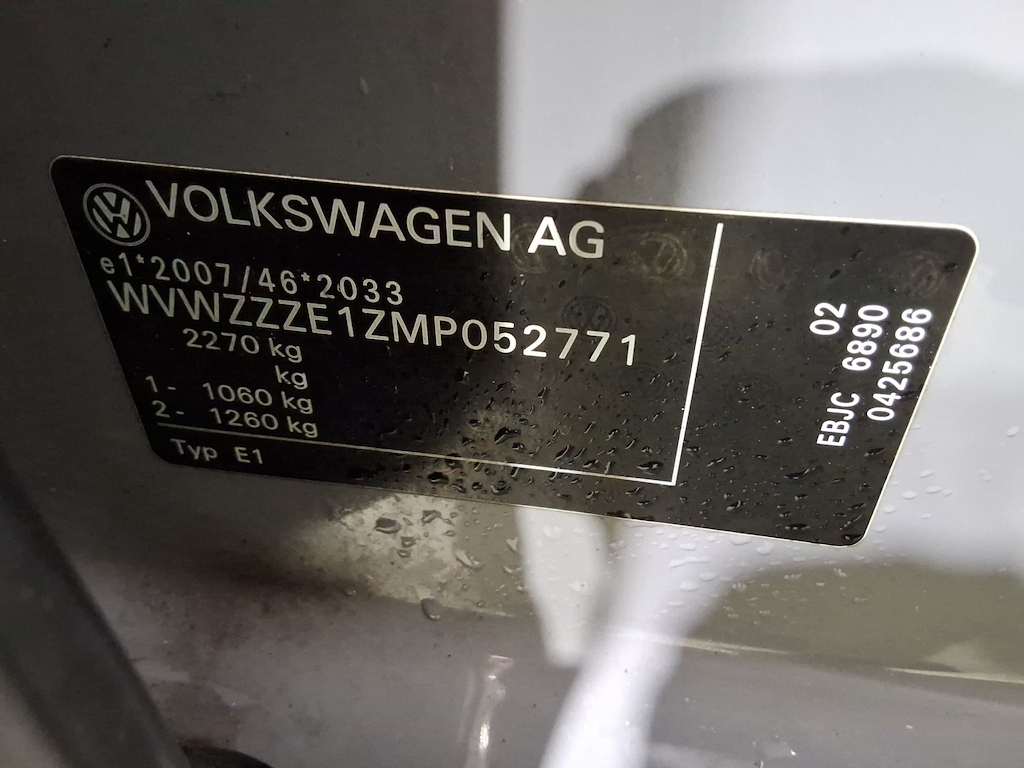 VOLKSWAGEN AG
e1*2007/46*2033
WVWZZZE1ZMP052771
2270 kg
kg
1- 1060 kg
2- 1260 kg
Typ E1
02
EBJC 6890
0425686